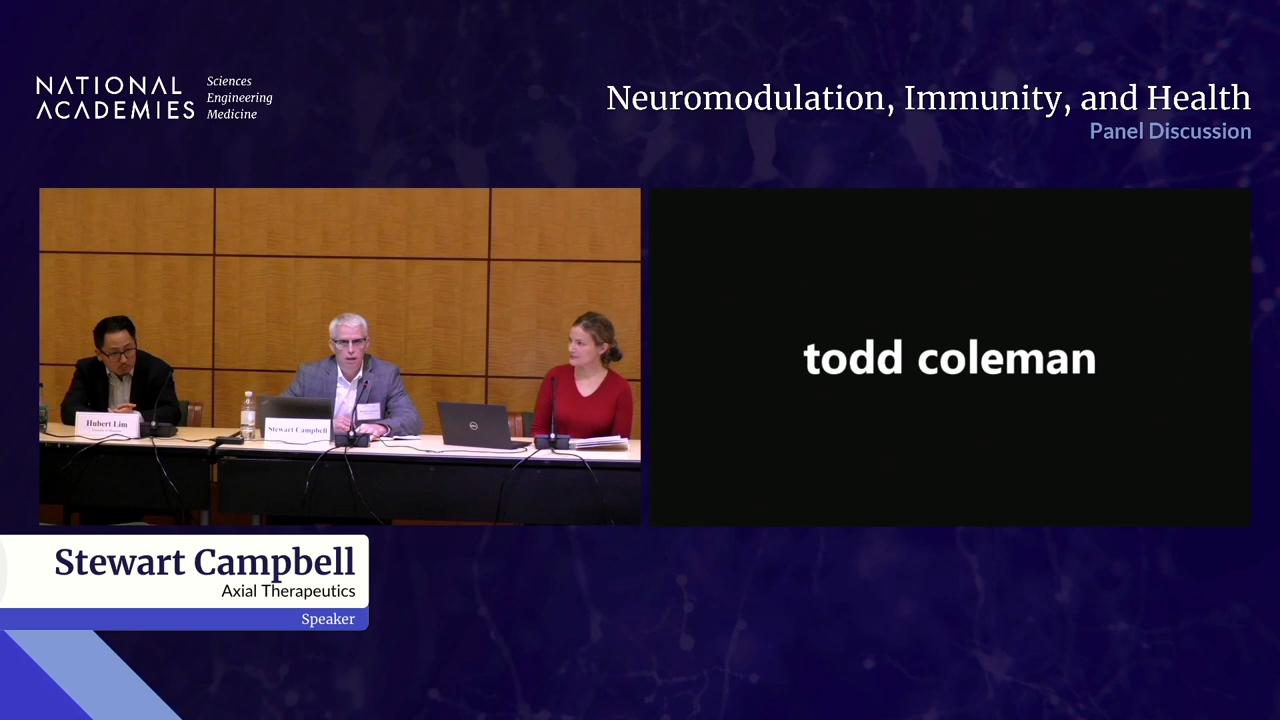 NATIONAL
ACADEMIES
Sciences
Engineering
Medicine
Neuromodulation, Immunity, and Health
Panel Discussion
Hubert Lim
Stewart Campbell
DELL
todd coleman
Stewart Campbell
Axial Therapeutics
Speaker